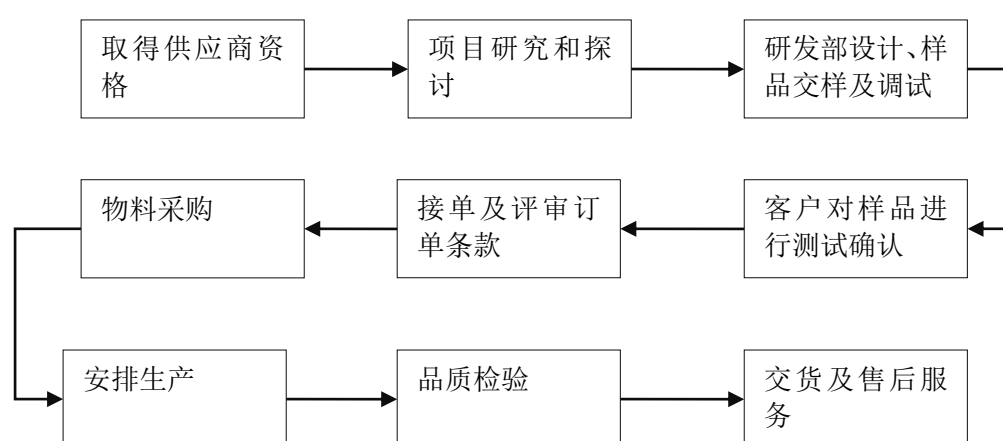 取得供应商资
格
项目研究和探
讨
研发部设计、样
品交样及调试
物料采购
接单及评审订
单条款
客户对样品进
行测试确认
安排生产
品质检验
交货及售后服
务